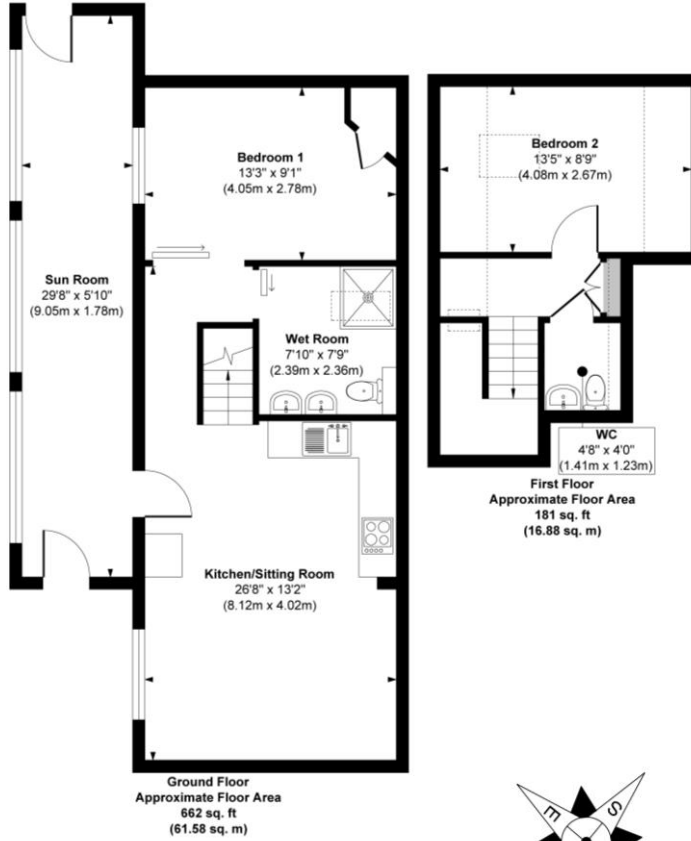 Bedroom 1
13'3" x 9'1"
(4.05m x 2.78m)
Bedroom 2
13'5" x 8'9"
(4.08m x 2.67m)
Sun Room
29'8" x 5'10"
(9.05m x 1.78m)
Wet Room
7'10" x 7'9"
(2.39m x 2.36m)
WC
4'8" x 4'0"
(1.41m x 1.23m)
First Floor
Approximate Floor Area
181 sq. ft
(16.88 sq. m)
Kitchen/Sitting Room
26'8" x 13'2"
(8.12m x 4.02m)
Ground Floor
Approximate Floor Area
662 sq. ft
(61.58 sq. m)
E
S